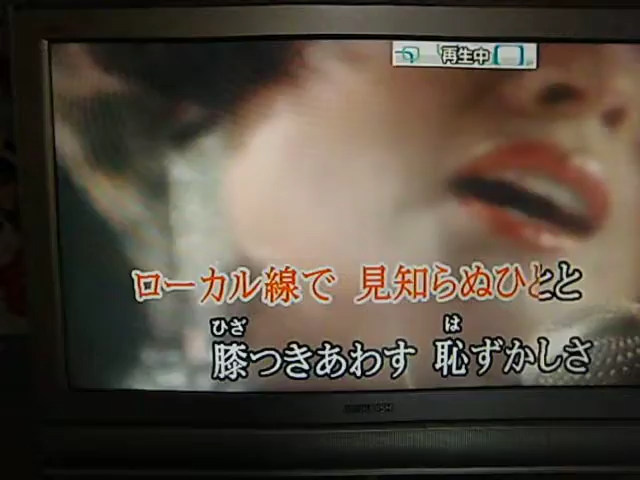 再生中
ローカル線で 見知らぬひとと
ひざ は
膝つきあわす 恥ずかしさ